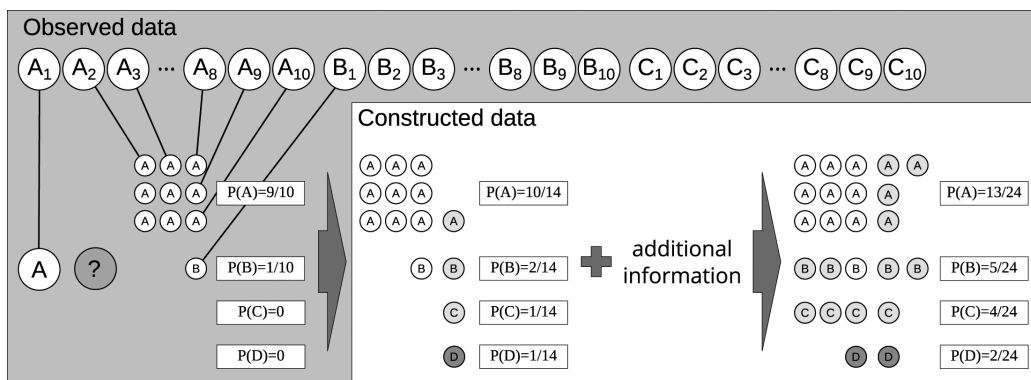 Observed data
A1 A2 A3 ... A8 A9 A10 B1 B2 B3 ... B8 B9 B10 C1 C2 C3 ... C8 C9 C10
Constructed data
A A A A A A A A A A A
A A A P(A)=9/10 A A A P(A)=10/14 A A A A P(A)=13/24
A A A A A A A A A A A
A ? B P(B)=1/10 B B P(B)=2/14 additional information B B B B B P(B)=5/24
P(C)=0 C P(C)=1/14 C C C C P(C)=4/24
P(D)=0 D P(D)=1/14 D D P(D)=2/24